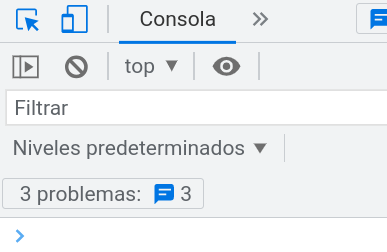 Consola
top
Filtrar
Niveles predeterminados
3 problemas: 3